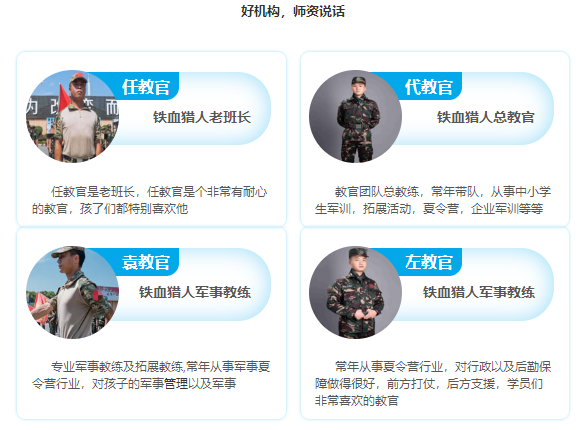 好机构，师资说话
任教官
铁血猎人老班长
任教官是老班长，任教官是个非常有耐心
的教官，孩子们都特别喜欢他
代教官
铁血猎人总教官
教官团队总教练，常年带队，从事中小学
生军训，拓展活动，夏令营，企业军训等等
袁教官
铁血猎人军事教练
专业军事教练及拓展教练,常年从事军事夏
令营行业，对孩子的军事管理以及军事
左教官
铁血猎人军事教练
常年从事夏令营行业，对行政以及后勤保
障做得很好，前方打仗，后方支援，学员们
非常喜欢的教官